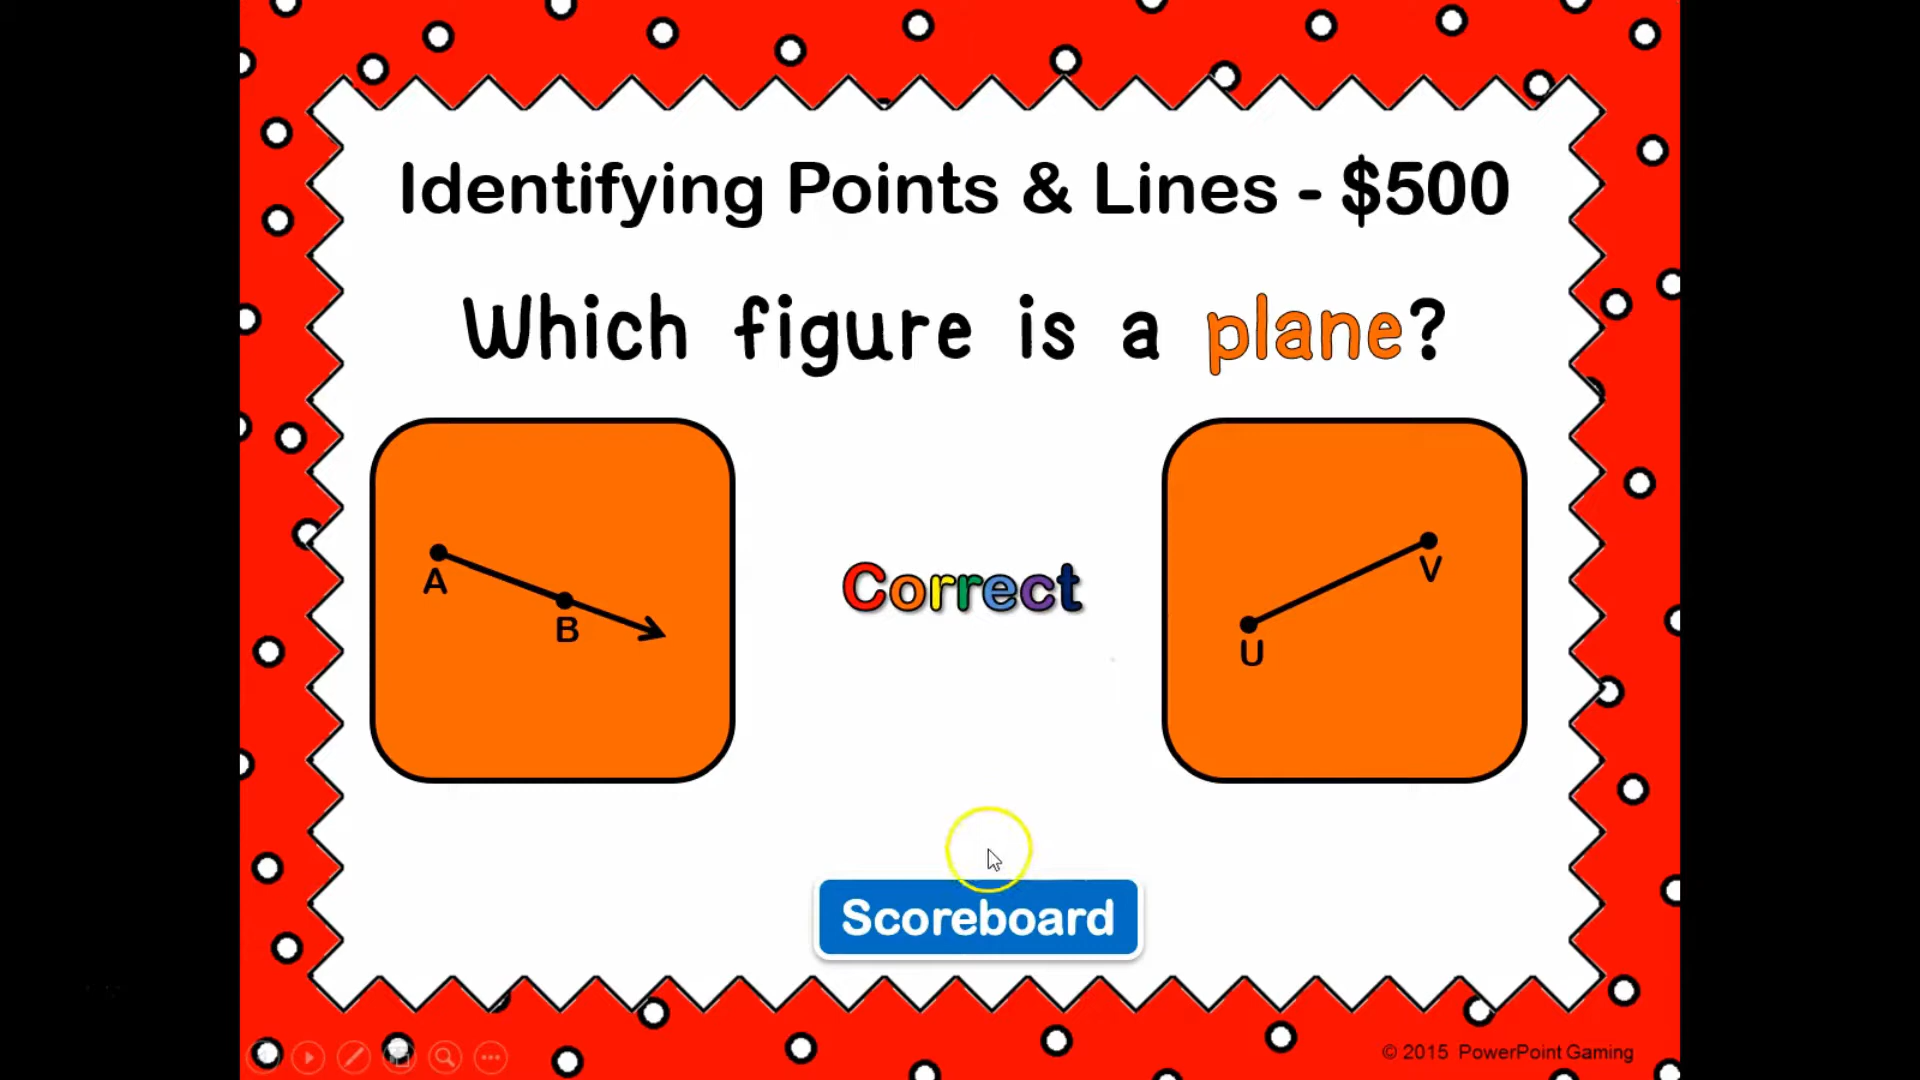 Identifying Points & Lines - $500
Which figure is a plane?
A
B
Correct
V
U
Scoreboard
© 2015 PowerPoint Gaming